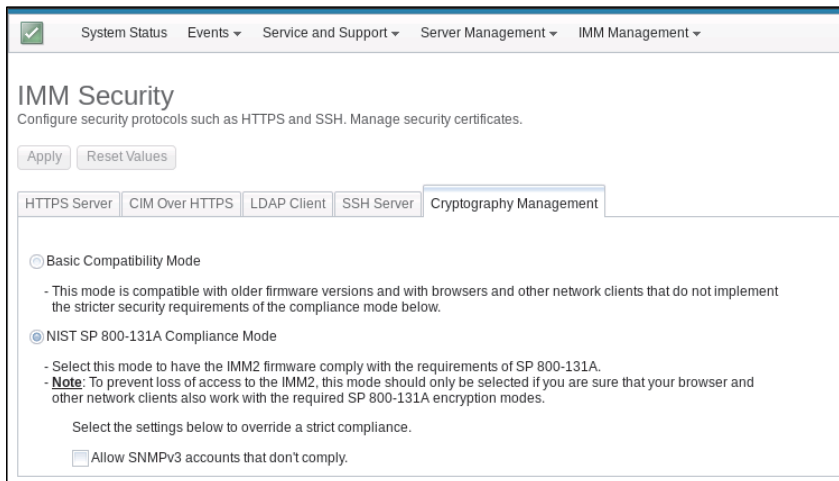 System Status Events Service and Support Server Management IMM Management
IMM Security
Configure security protocols such as HTTPS and SSH. Manage security certificates.
Apply Reset Values
HTTPS Server CIM Over HTTPS LDAP Client SSH Server Cryptography Management
Basic Compatibility Mode
- This mode is compatible with older firmware versions and with browsers and other network clients that do not implement
the stricter security requirements of the compliance mode below.
NIST SP 800-131A Compliance Mode
- Select this mode to have the IMM2 firmware comply with the requirements of SP 800-131A.
- Note: To prevent loss of access to the IMM2, this mode should only be selected if you are sure that your browser and
other network clients also work with the required SP 800-131A encryption modes.
Select the settings below to override a strict compliance.
Allow SNMPv3 accounts that don't comply.